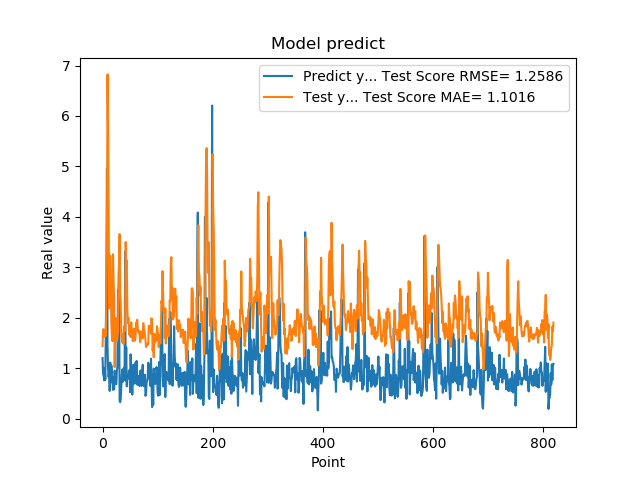 Model predict
Predict y... Test Score RMSE= 1.2586
Test y... Test Score MAE= 1.1016
7
6
5
4
3
2
1
0
Real value
0 200 400 600 800
Point